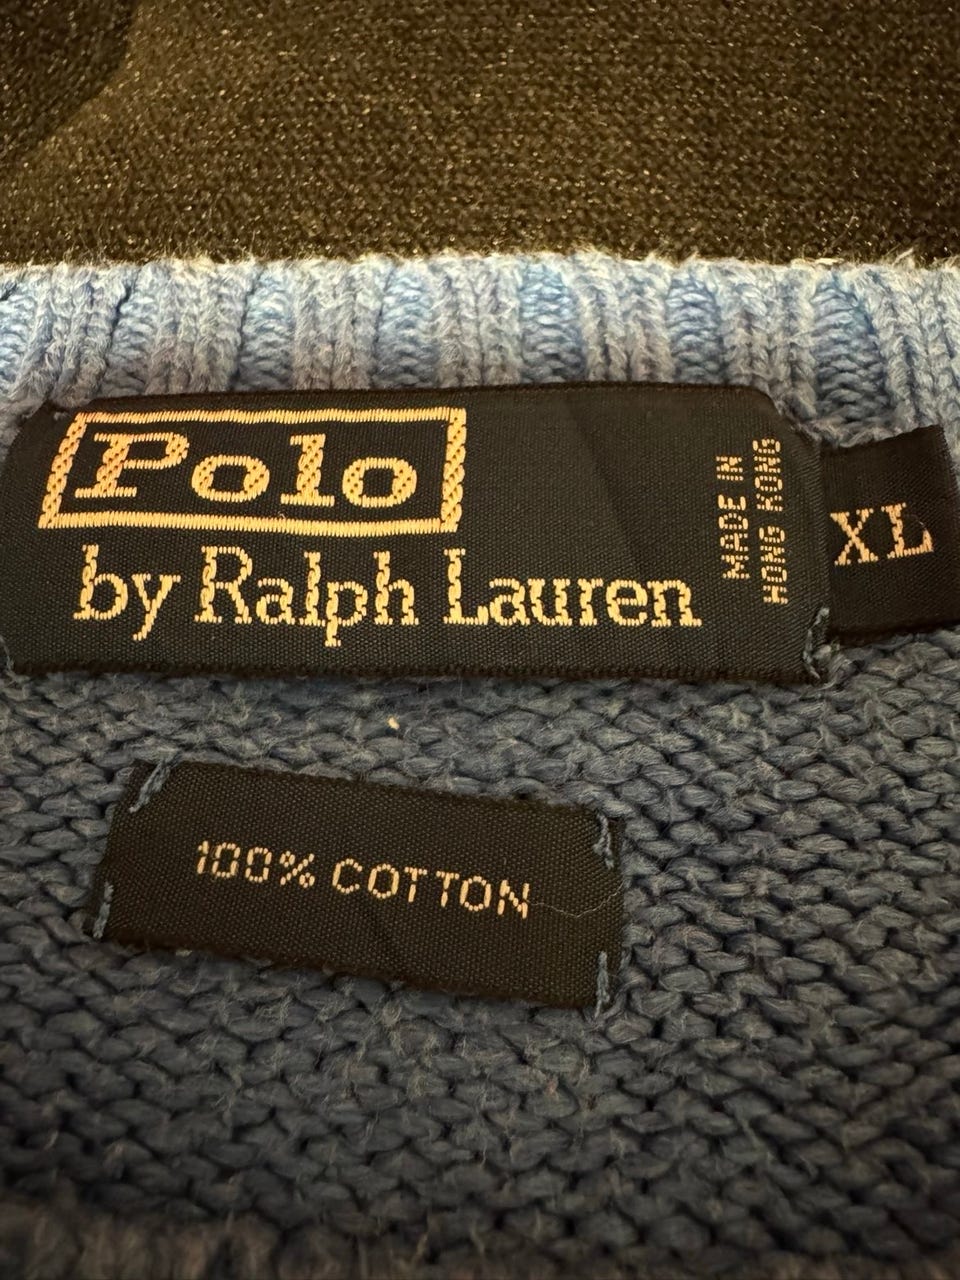 Polo
by Ralph Lauren
MADE IN
HONG KONG
XL
100% COTTON